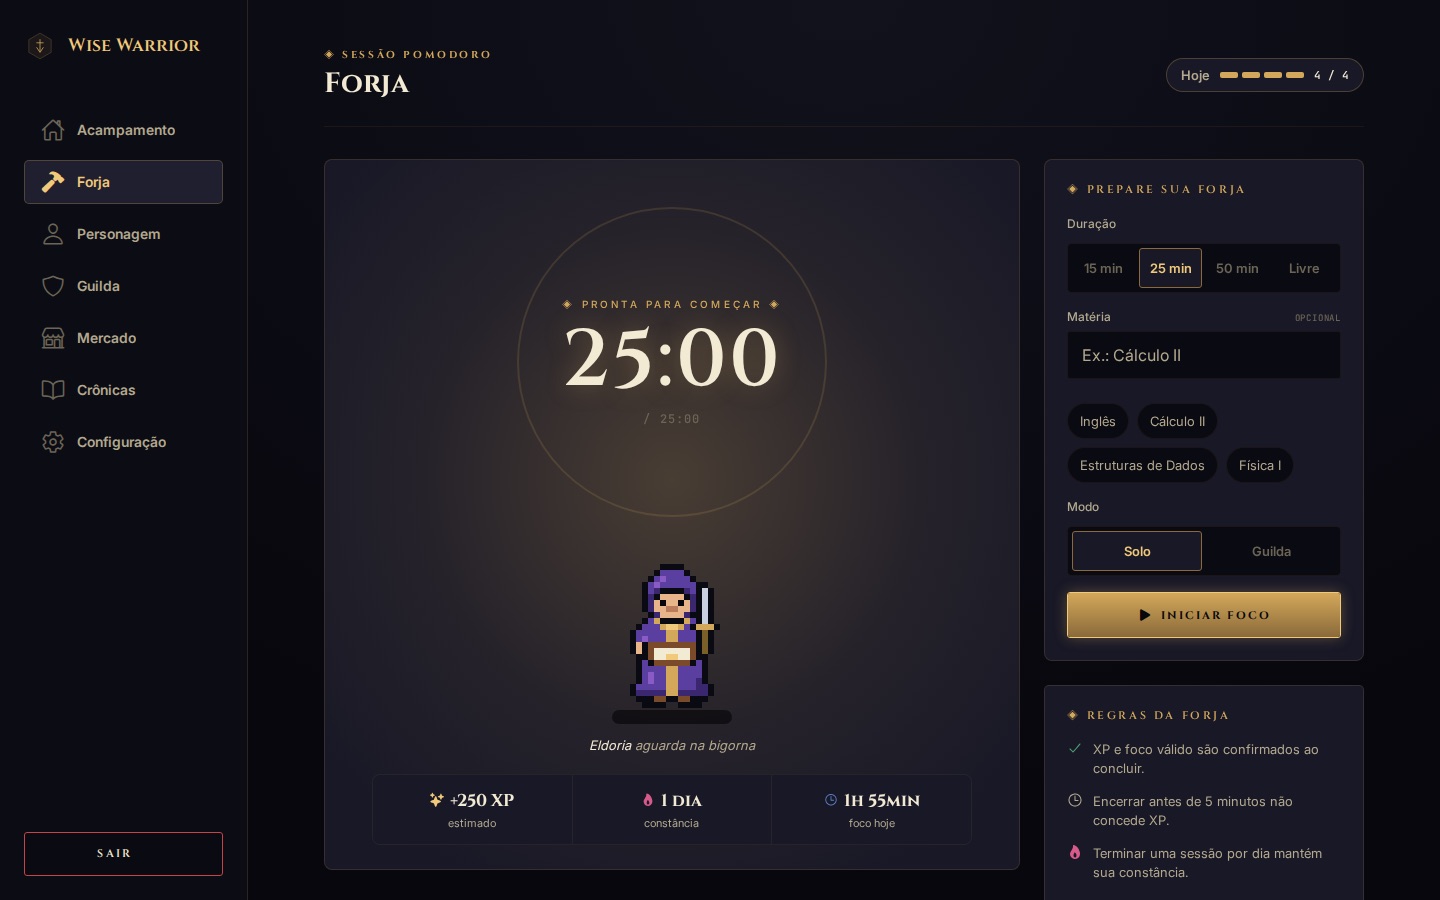 Wise Warrior
Acampamento
Forja
Personagem
Guilda
Mercado
Crônicas
Configuração
SAIR
SESSÃO POMODORO
Forja
Hoje 4 / 4
PRONTA PARA COMEÇAR
25:00
/ 25:00
Eldoria aguarda na bigorna
+250 XP
estimado
1 dia
constância
1h 55min
foco hoje
PREPARE SUA FORJA
Duração
15 min 25 min 50 min Livre
Matéria OPCIONAL
Ex.: Cálculo II
Inglês Cálculo II
Estruturas de Dados Física I
Modo
Solo Guilda
INICIAR FOCO
REGRAS DA FORJA
XP e foco válido são confirmados ao
concluir.
Encerrar antes de 5 minutos não
concede XP.
Terminar uma sessão por dia mantém
sua constância.